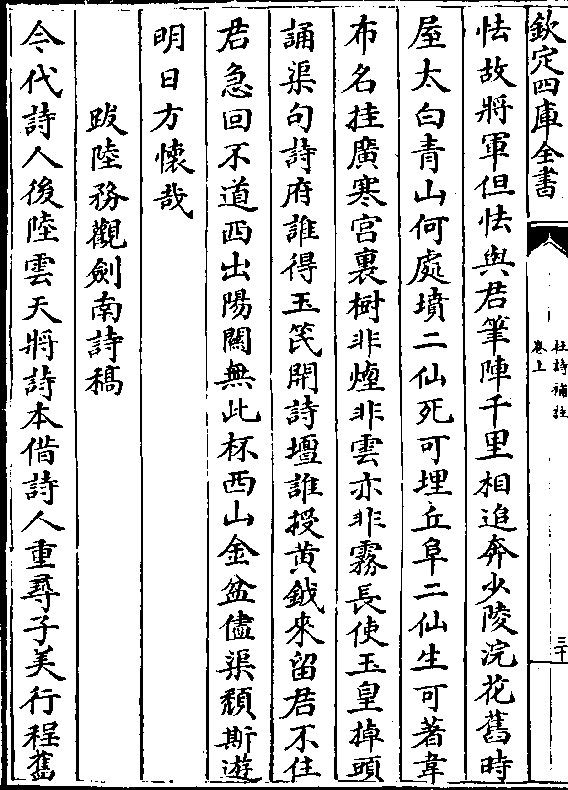 欽定四庫全書
杜詩補註
卷上
三十
怯故將軍但怯與君筆陣千里相追奔少陵浣花舊時
屋太白青山何處墳二仙死可埋丘阜二仙生可著韋
布名挂廣寒宮裏樹非煙非雲亦非霧長使玉皇掉頭
誦渠句詩府誰得玉笢開詩壇誰授黄鉞來留君不住
君急回不道西出陽關無此杯西山金盆儘渠頽斯遊
明日方懷哉
跋陸務觀劍南詩稿
今代詩人後陸雲天將詩本借詩人重尋子美行程舊